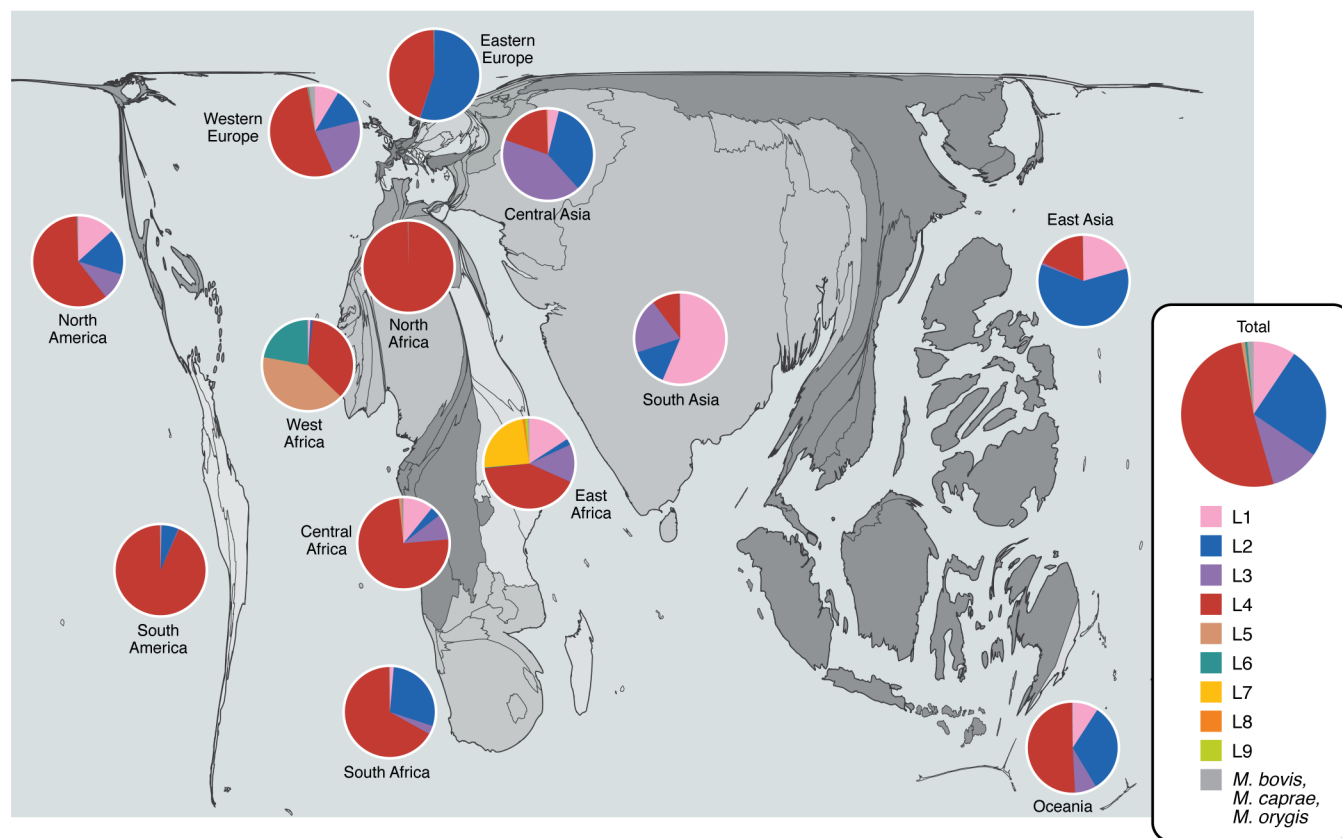 Eastern
Europe
Western
Europe
Central Asia
East Asia
North
America
North
Africa
South Asia
West
Africa
East
Africa
Central
Africa
South
America
South Africa
Oceania
Total
L1
L2
L3
L4
L5
L6
L7
L8
L9
M. bovis,
M. caprae,
M. orygis